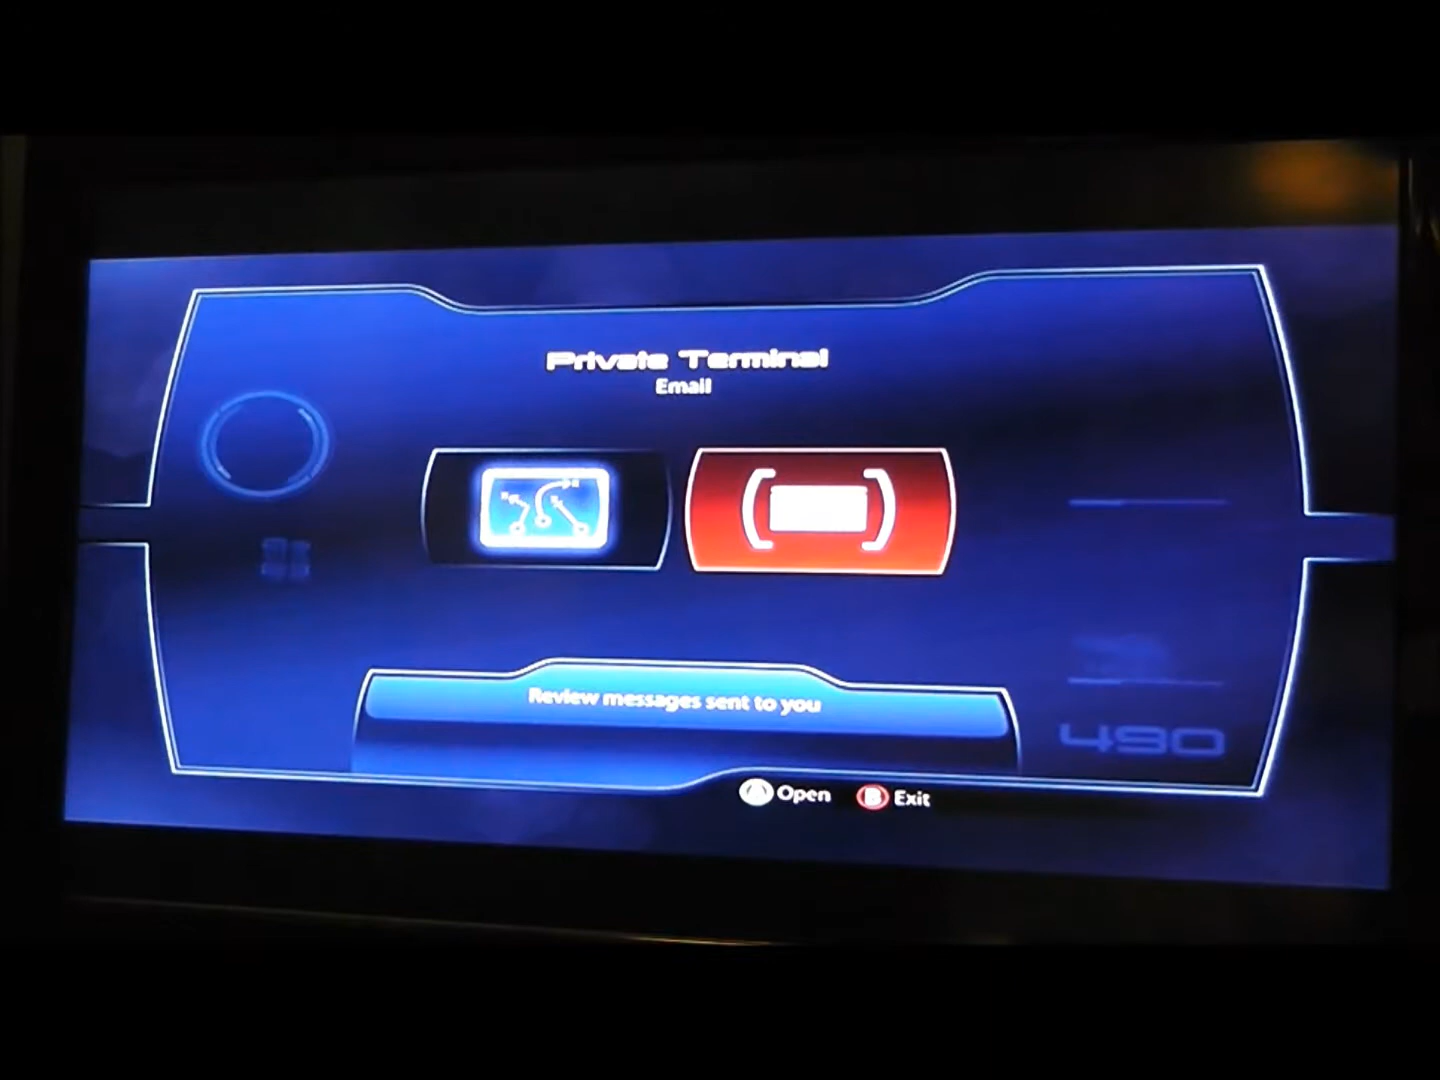 Private Terminal
Email
Review messages sent to you
490
A Open B Exit